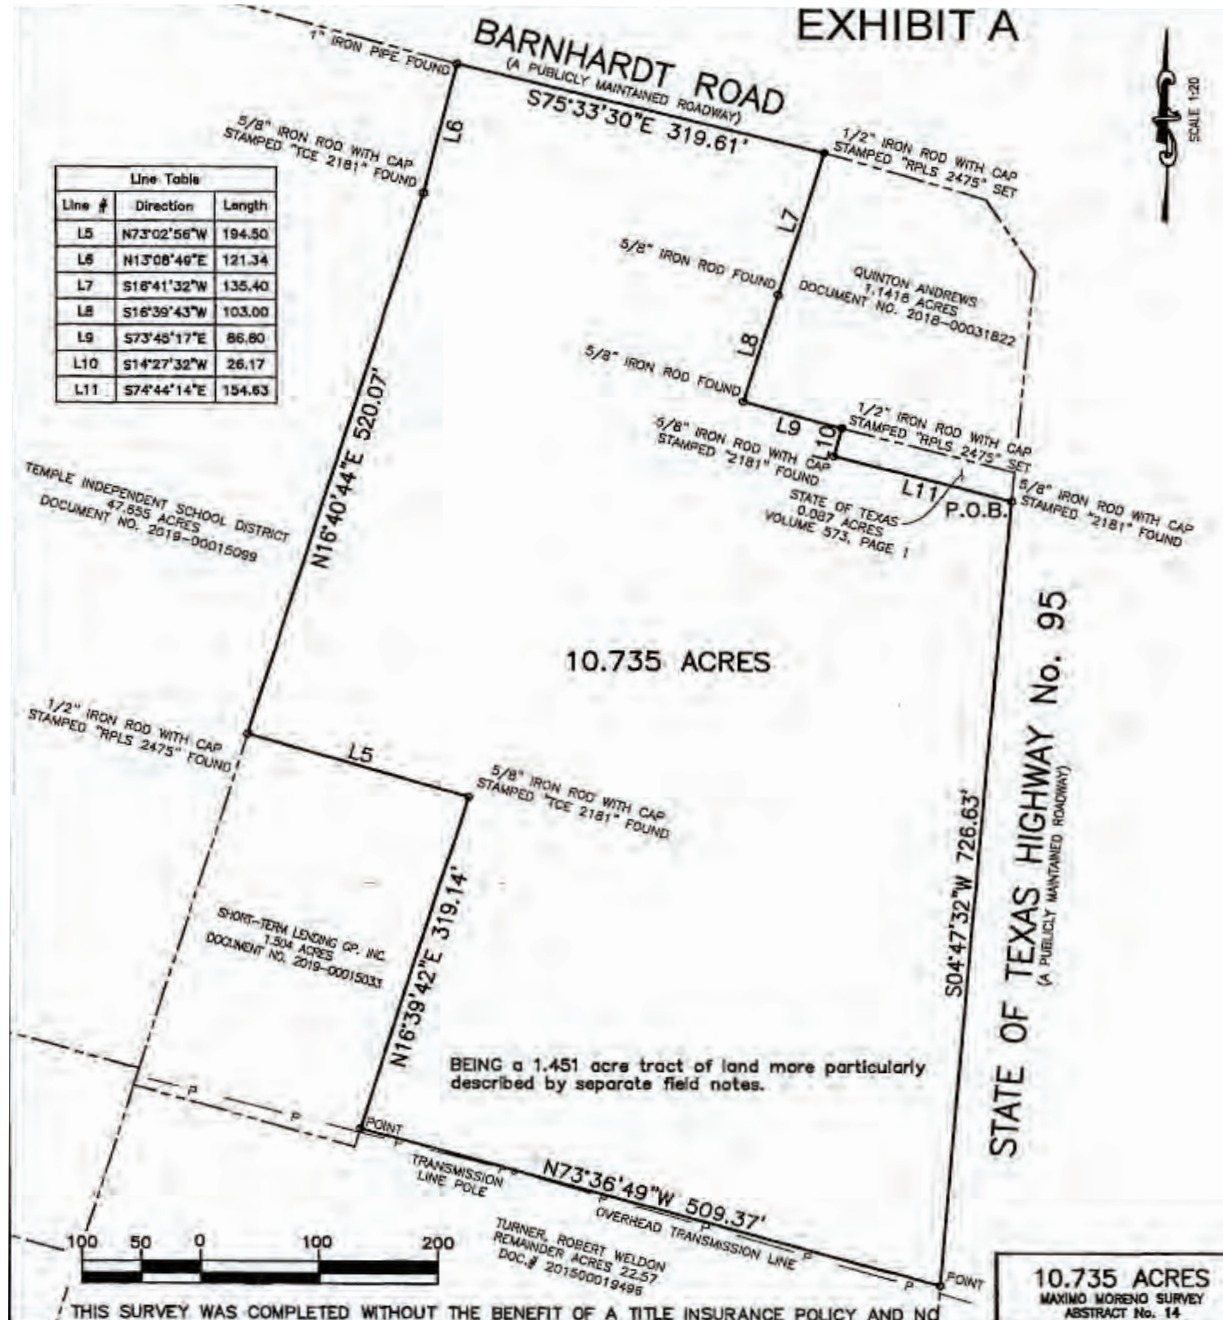 EXHIBIT A
BARNHARDT ROAD
(A PUBLICLY MAINTAINED ROADWAY)
S75°33'30"E 319.61'
1" IRON PIPE FOUND
SCALE 1:20
5/8" IRON ROD WITH CAP
STAMPED "TCE 2181" FOUND
L6
1/2" IRON ROD WITH CAP
STAMPED "RPLS 2475" SET
Line Table
Line # Direction Length
L5 N73°02'56"W 194.50
L6 N13°08'49"E 121.34
L7 S16°41'32"W 135.40
L8 S16°39'43"W 103.00
L9 S73°45'17"E 86.80
L10 S14°27'32"W 26.17
L11 S74°44'14"E 154.63
L7
5/8" IRON ROD FOUND
QUINTON ANDREWS
1.1416 ACRES
DOCUMENT NO. 2018-00031822
L8
5/8" IRON ROD FOUND
L9
1/2" IRON ROD WITH CAP
STAMPED "RPLS 2475" SET
L10
5/8" IRON ROD WITH CAP
STAMPED "2181" FOUND
L11
P.O.B.
5/8" IRON ROD WITH CAP
STAMPED "2181" FOUND
STATE OF TEXAS
0.087 ACRES
VOLUME 573, PAGE 1
N16°40'44"E 520.07'
TEMPLE INDEPENDENT SCHOOL DISTRICT
47.655 ACRES
DOCUMENT NO. 2019-00015099
10.735 ACRES
STATE OF TEXAS HIGHWAY No. 95
(A PUBLICLY MAINTAINED ROADWAY)
S04°47'32"W 726.63'
1/2" IRON ROD WITH CAP
STAMPED "RPLS 2475" FOUND
L5
5/8" IRON ROD WITH CAP
STAMPED "TCE 2181" FOUND
N16°39'42"E 319.14'
SHORT-TERM LENDING GP, INC.
1.504 ACRES
DOCUMENT NO. 2019-00015033
BEING a 1.451 acre tract of land more particularly
described by separate field notes.
P
P
POINT
P
TRANSMISSION
LINE POLE
P
N73°36'49"W 509.37'
P
P
OVERHEAD TRANSMISSION LINE
P
P
POINT
TURNER, ROBERT WELDON
REMAINDER ACRES 22.57
DOC.# 201500019496
100 50 0 100 200
10.735 ACRES
MAXIMO MORENO SURVEY
ABSTRACT No. 14
THIS SURVEY WAS COMPLETED WITHOUT THE BENEFIT OF A TITLE INSURANCE POLICY AND NO